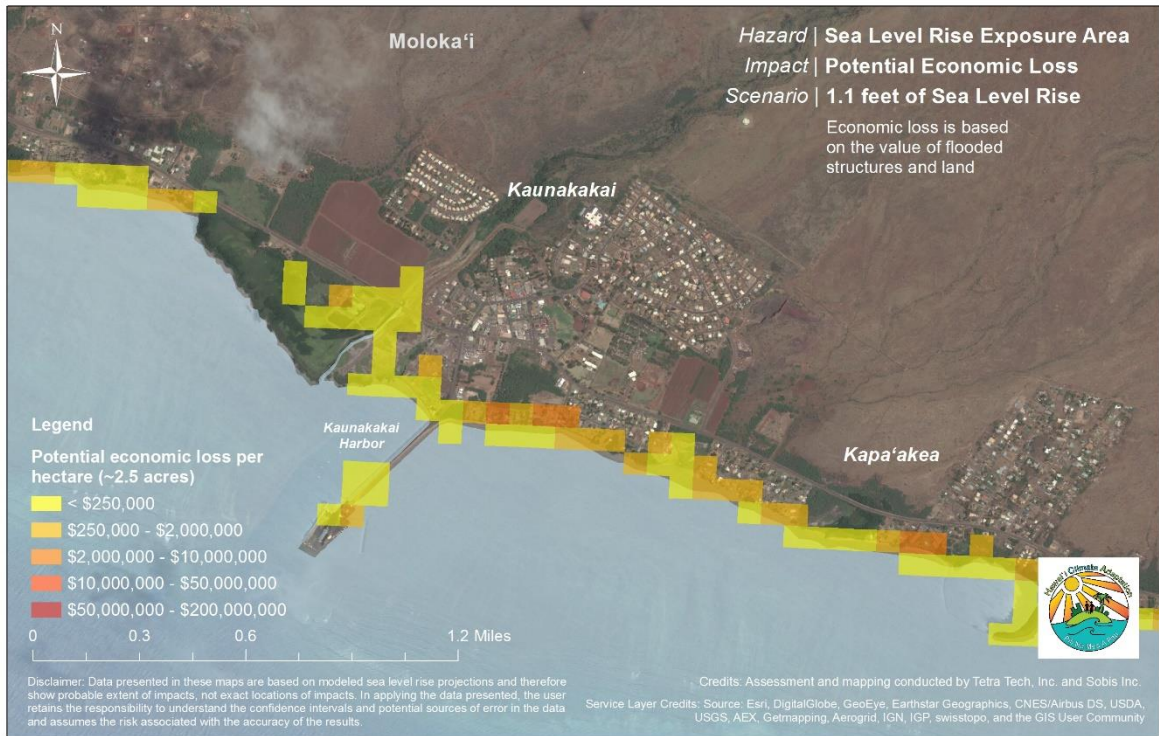 N
Molokaʻi
Hazard | Sea Level Rise Exposure Area
Impact | Potential Economic Loss
Scenario | 1.1 feet of Sea Level Rise
Economic loss is based
on the value of flooded
structures and land
Kaunakakai
Kaunakakai
Harbor
Kapaʻakea
Legend
Potential economic loss per
hectare (~2.5 acres)
< $250,000
$250,000 - $2,000,000
$2,000,000 - $10,000,000
$10,000,000 - $50,000,000
$50,000,000 - $200,000,000
0 0.3 0.6 1.2 Miles
Hawaiʻi Climate Adaptation
Disclaimer: Data presented in these maps are based on modeled sea level rise projections and therefore
show probable extent of impacts, not exact locations of impacts. In applying the data presented, the user
retains the responsibility to understand the confidence intervals and potential sources of error in the data
and assumes the risk associated with the accuracy of the results.
Credits: Assessment and mapping conducted by Tetra Tech, Inc. and Sobis Inc.
Service Layer Credits: Source: Esri, DigitalGlobe, GeoEye, Earthstar Geographics, CNES/Airbus DS, USDA,
USGS, AEX, Getmapping, Aerogrid, IGN, IGP, swisstopo, and the GIS User Community